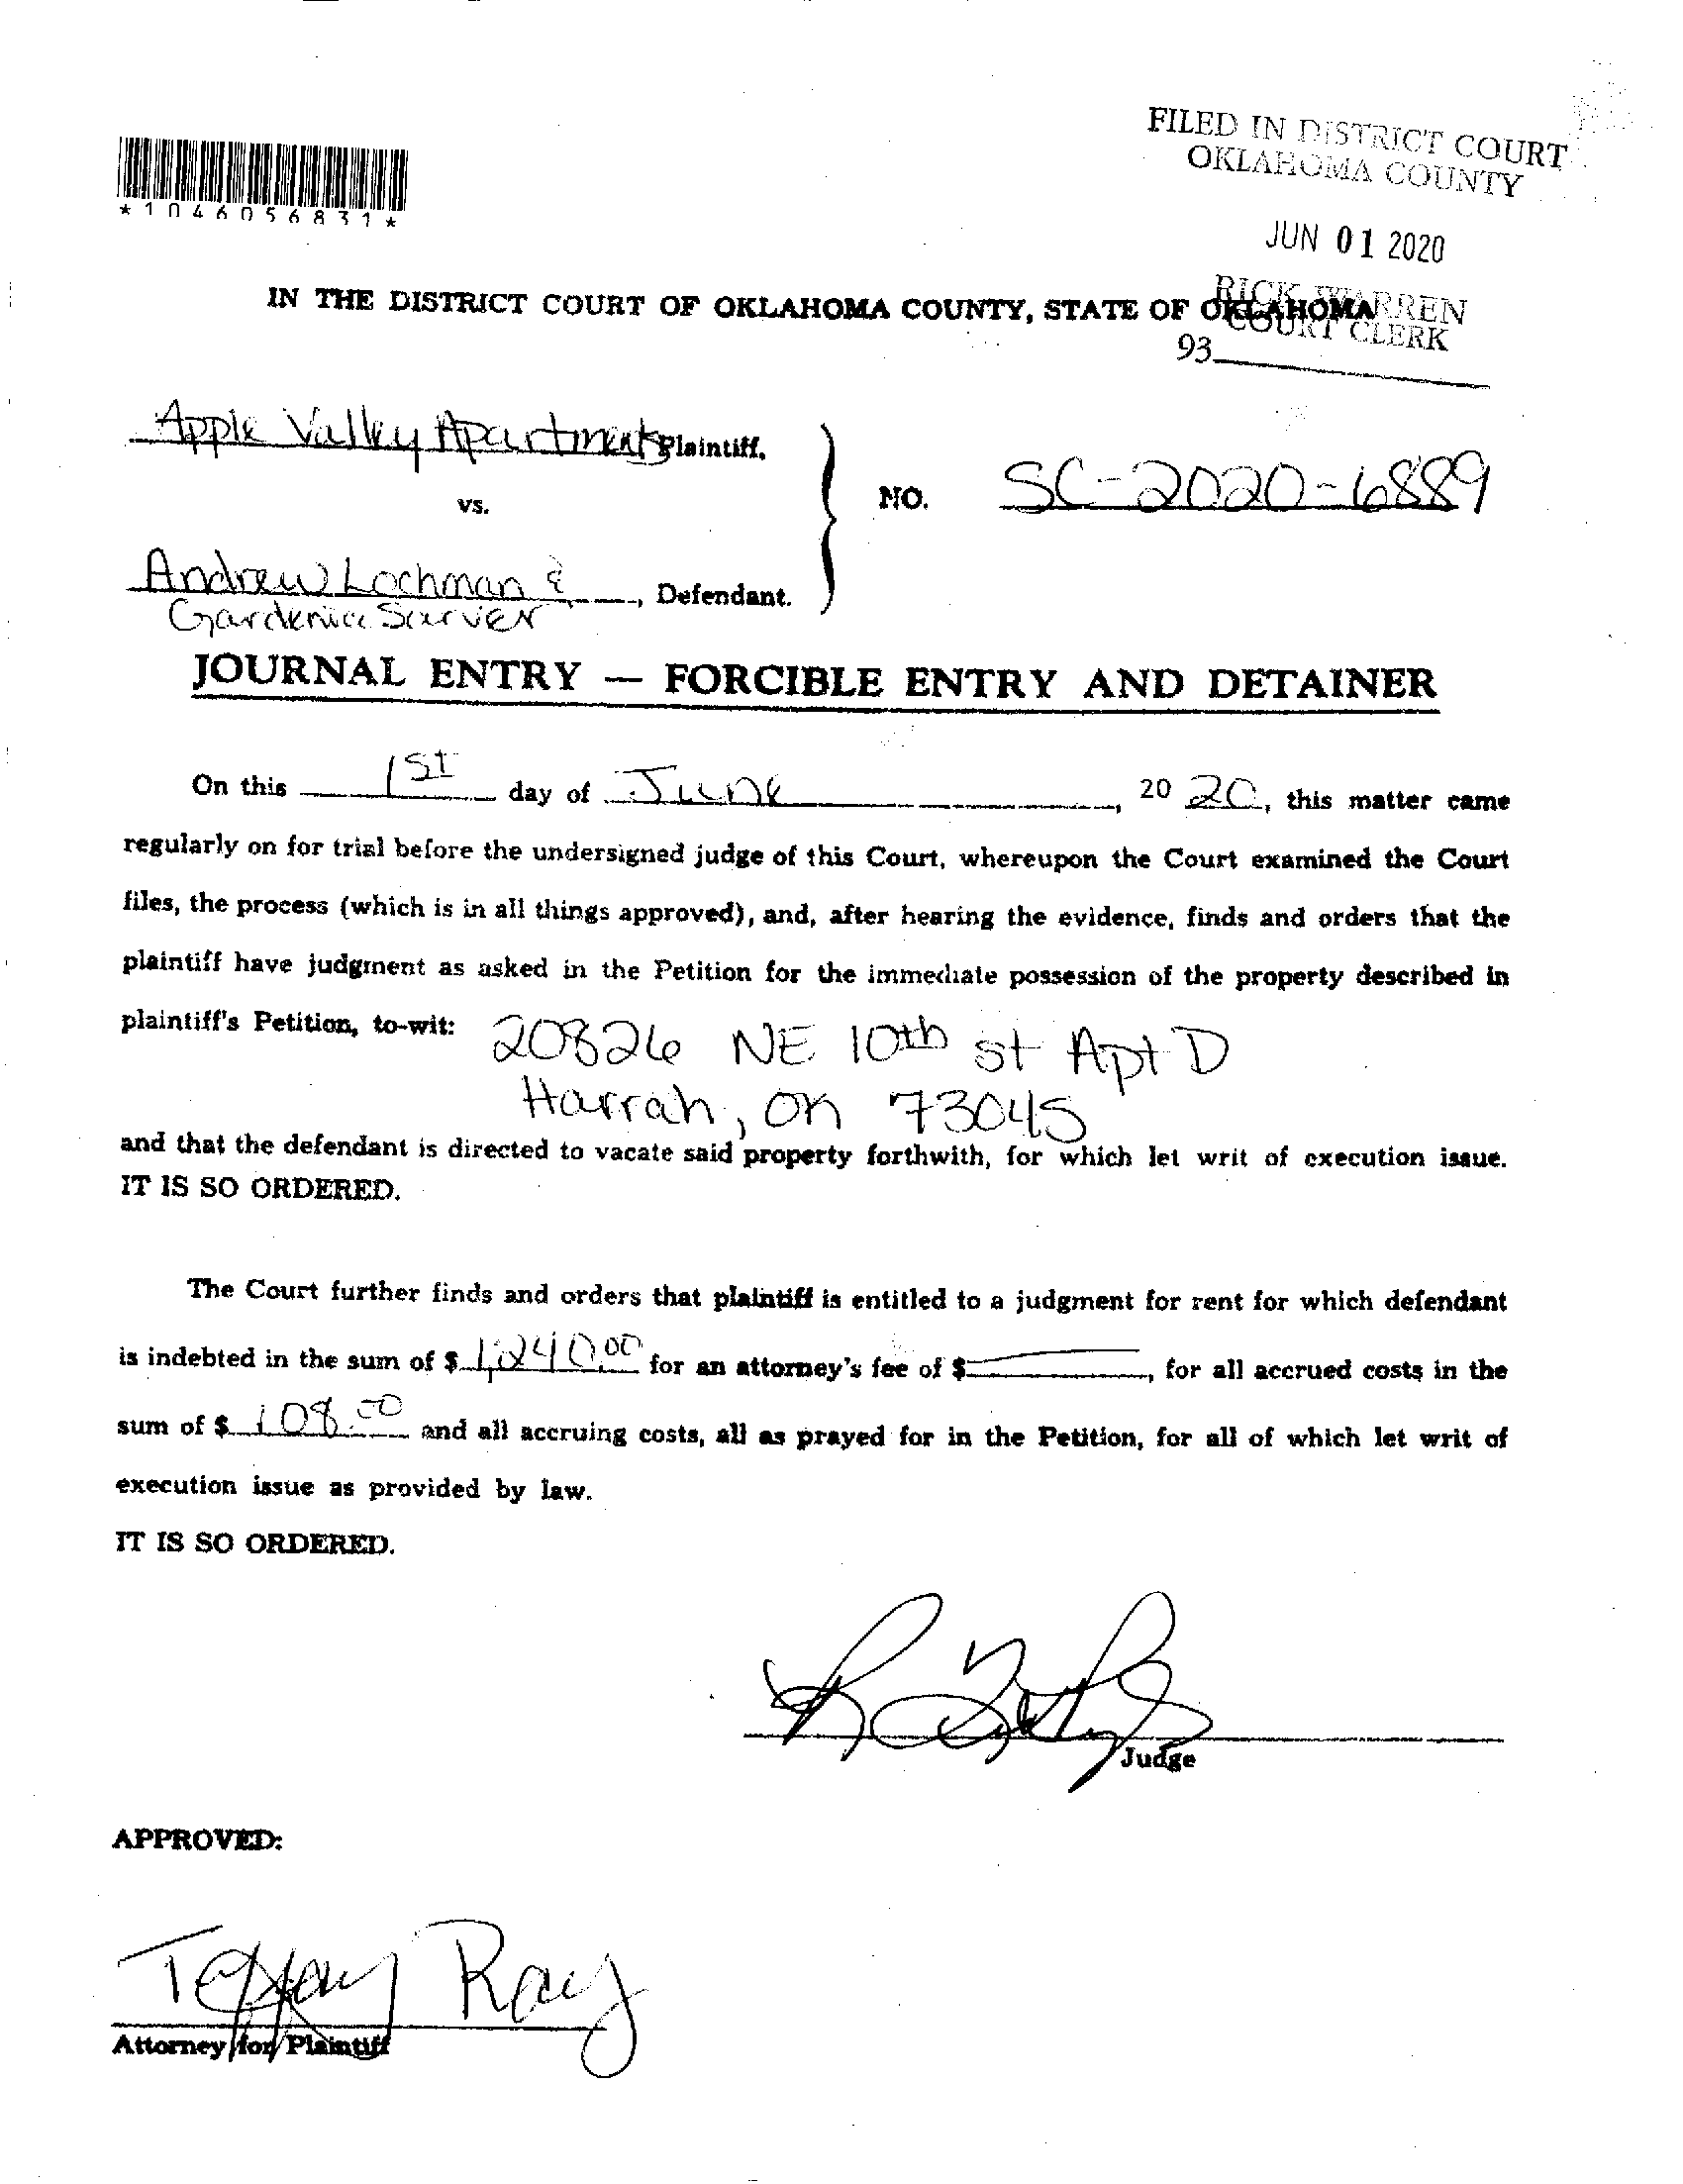 FILED IN DISTRICT COURT
OKLAHOMA COUNTY
*1046056831*
JUN 01 2020
RICK WARREN
COURT CLERK
IN THE DISTRICT COURT OF OKLAHOMA COUNTY, STATE OF OKLAHOMA
93
Apple Valley Apartments Plaintiff,
vs.
NO. SC-2020-6889
Andrew Lochman &, Defendant.
Gardenia Sarver
JOURNAL ENTRY — FORCIBLE ENTRY AND DETAINER
On this 1st day of June, 2020, this matter came
regularly on for trial before the undersigned judge of this Court, whereupon the Court examined the Court
files, the process (which is in all things approved), and, after hearing the evidence, finds and orders that the
plaintiff have judgment as asked in the Petition for the immediate possession of the property described in
plaintiff's Petition, to-wit: 20826 NE 10th st Apt D
Harrah, OK 73045
and that the defendant is directed to vacate said property forthwith, for which let writ of execution issue.
IT IS SO ORDERED.
The Court further finds and orders that plaintiff is entitled to a judgment for rent for which defendant
is indebted in the sum of $ 1,240.00 for an attorney's fee of $ —, for all accrued costs in the
sum of $ 108.00 and all accruing costs, all as prayed for in the Petition, for all of which let writ of
execution issue as provided by law.
IT IS SO ORDERED.
Judge
APPROVED:
Ray
Attorney for Plaintiff